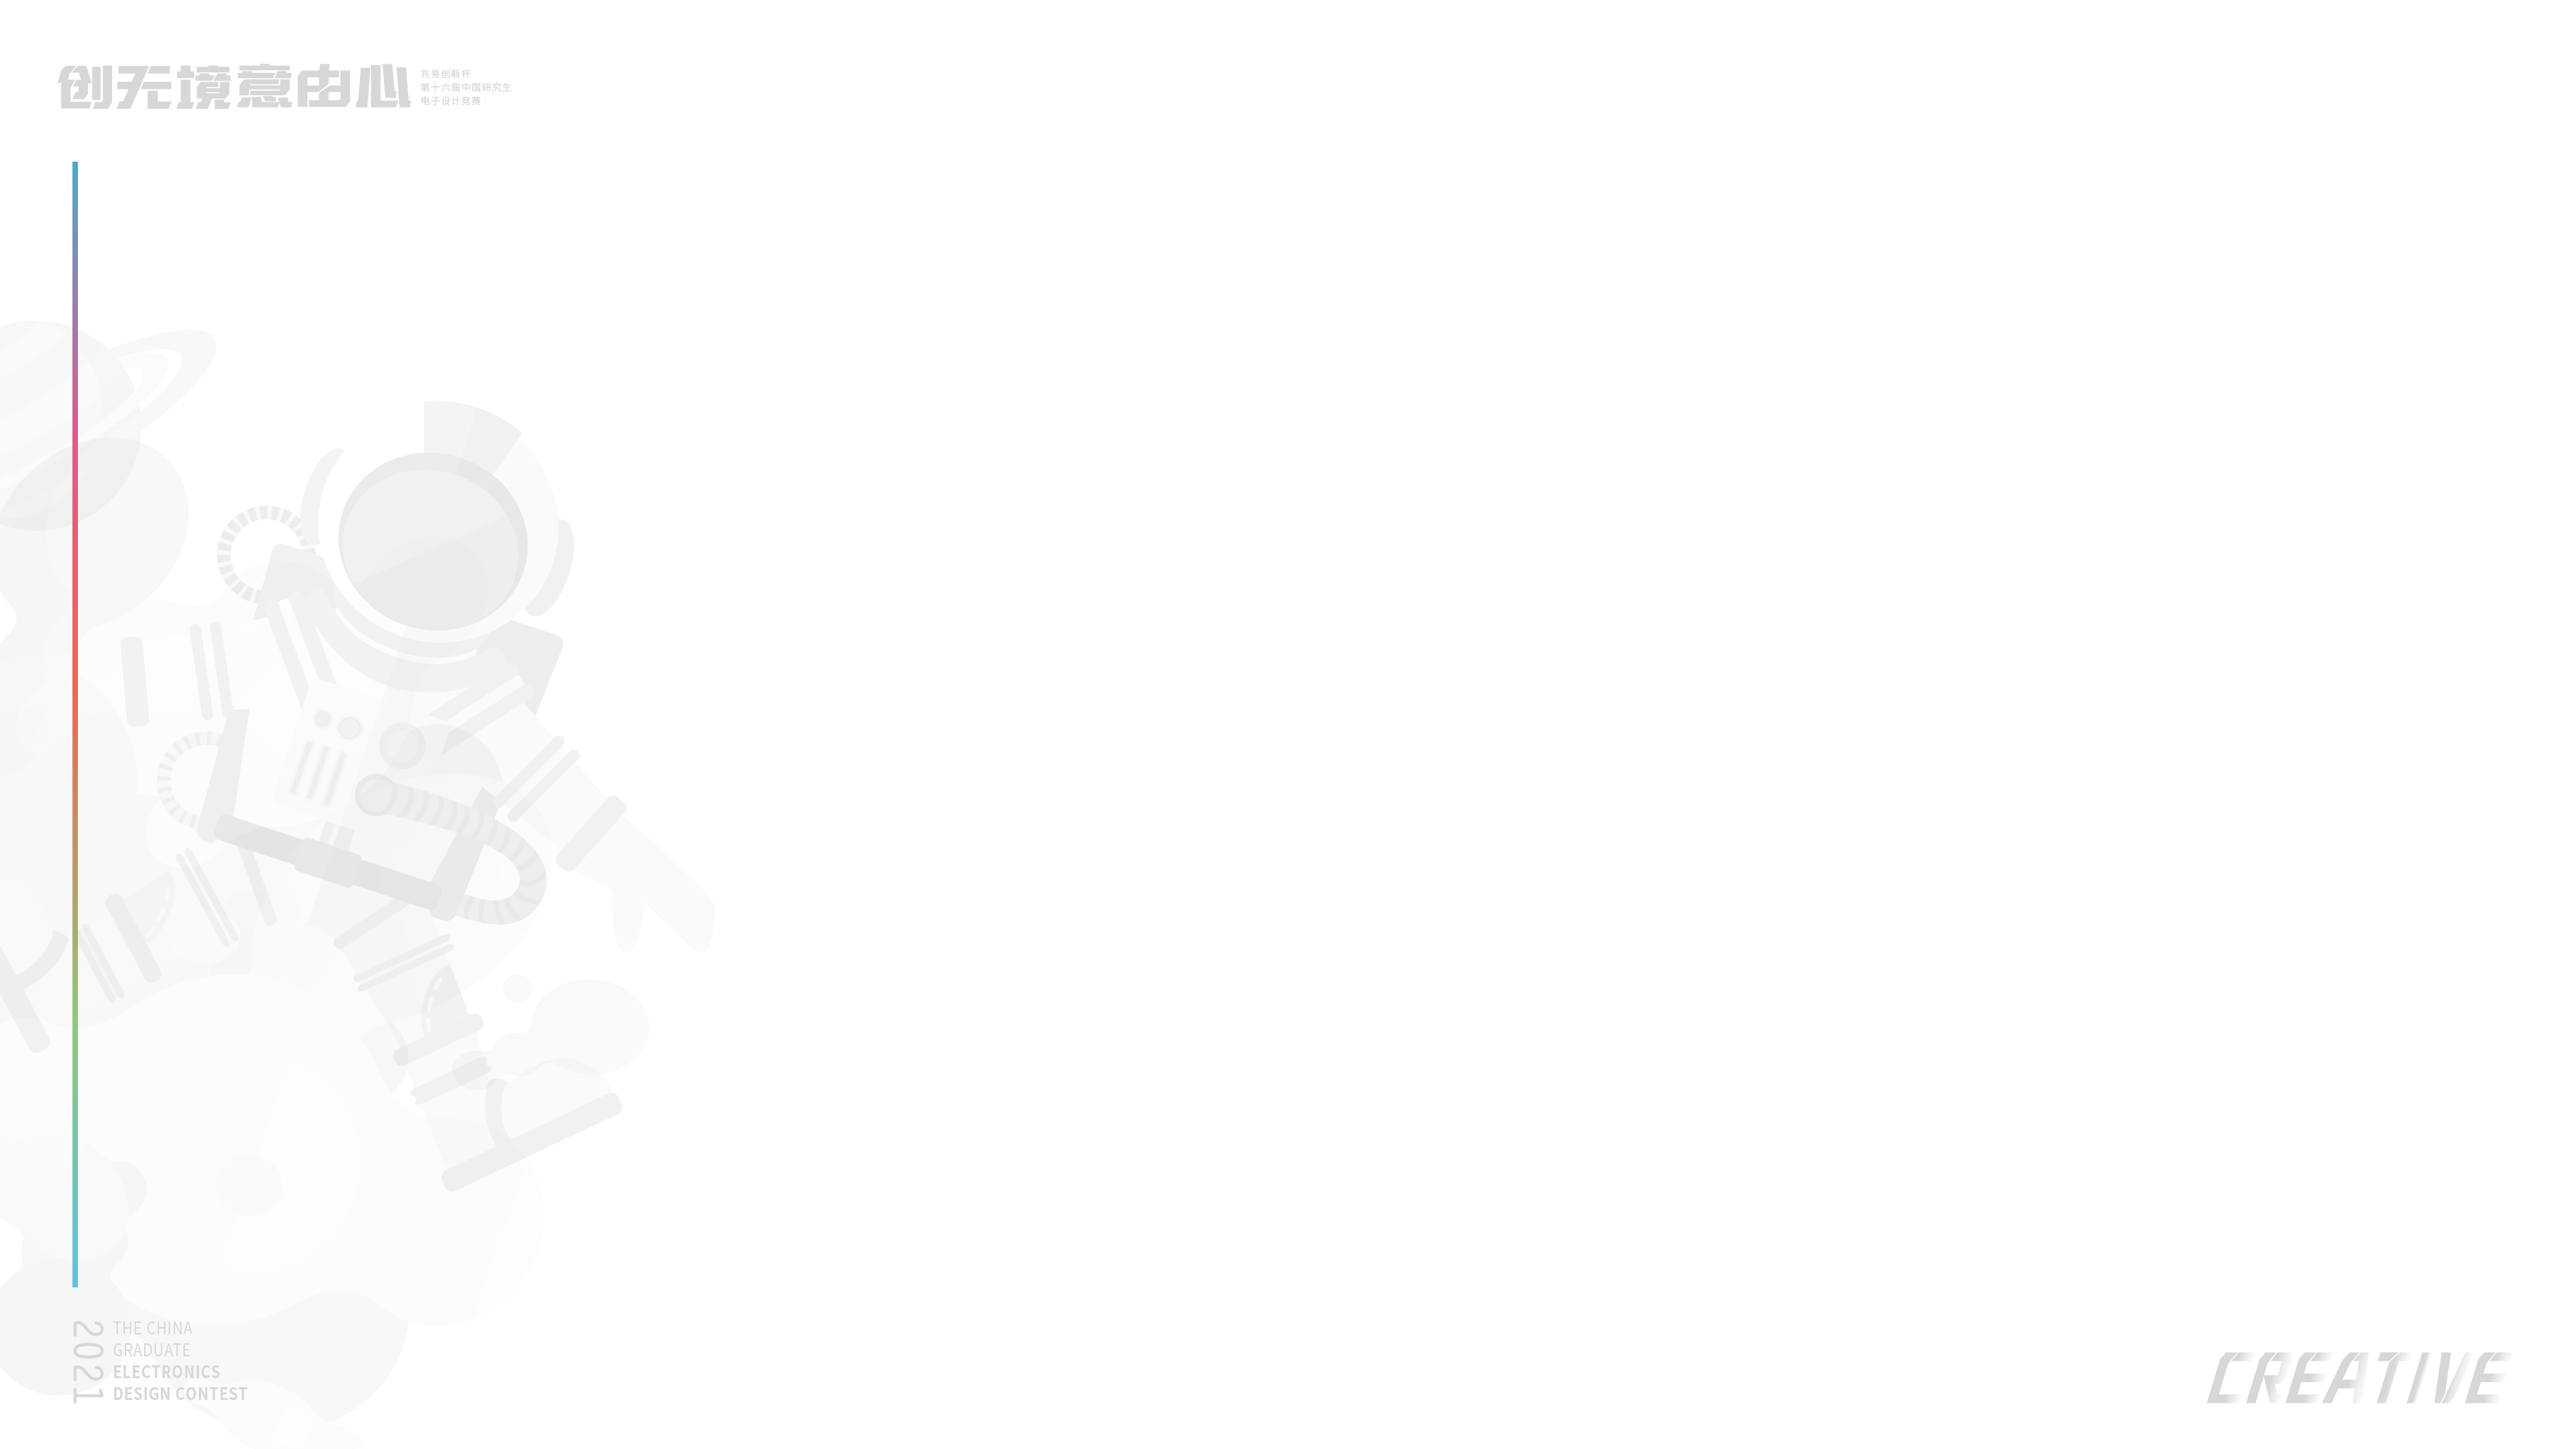 创无境意由心
兆易创新杯
第十六届中国研究生
电子设计竞赛
2021
THE CHINA
GRADUATE
ELECTRONICS
DESIGN CONTEST
CREATIVE